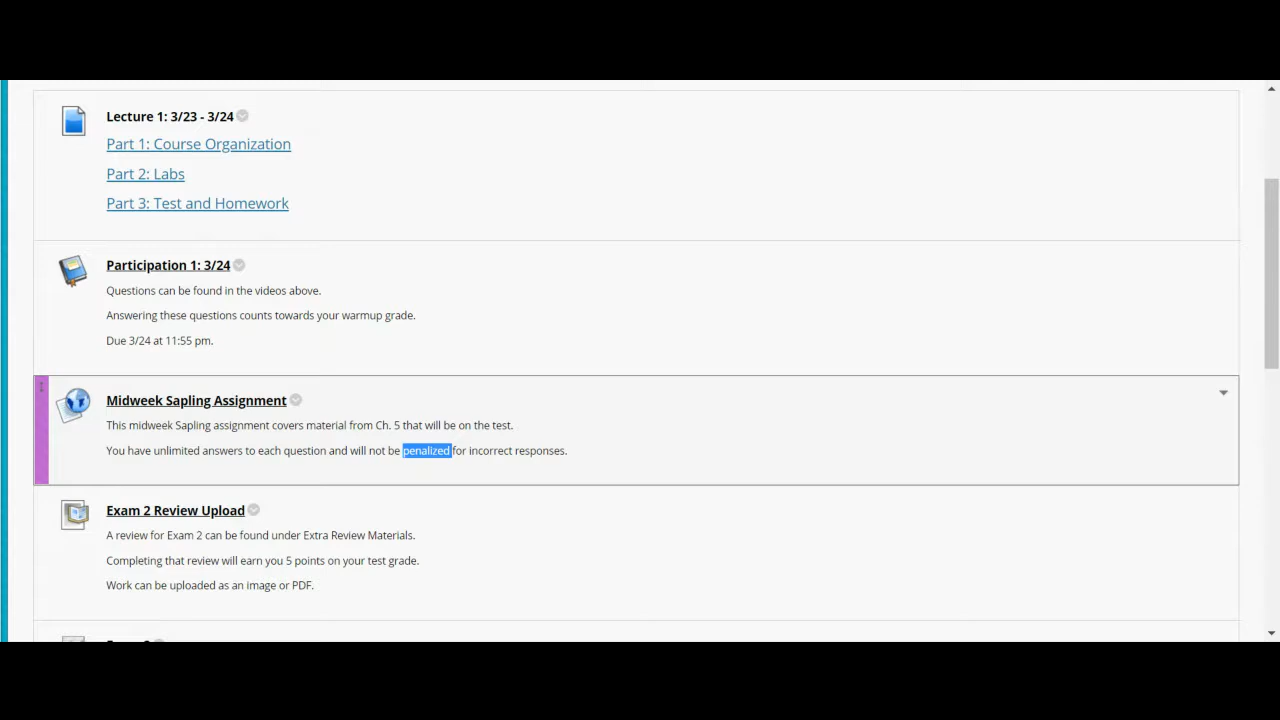 Lecture 1: 3/23 - 3/24
Part 1: Course Organization
Part 2: Labs
Part 3: Test and Homework
Participation 1: 3/24
Questions can be found in the videos above.
Answering these questions counts towards your warmup grade.
Due 3/24 at 11:55 pm.
Midweek Sapling Assignment
This midweek Sapling assignment covers material from Ch. 5 that will be on the test.
You have unlimited answers to each question and will not be penalized for incorrect responses.
Exam 2 Review Upload
A review for Exam 2 can be found under Extra Review Materials.
Completing that review will earn you 5 points on your test grade.
Work can be uploaded as an image or PDF.